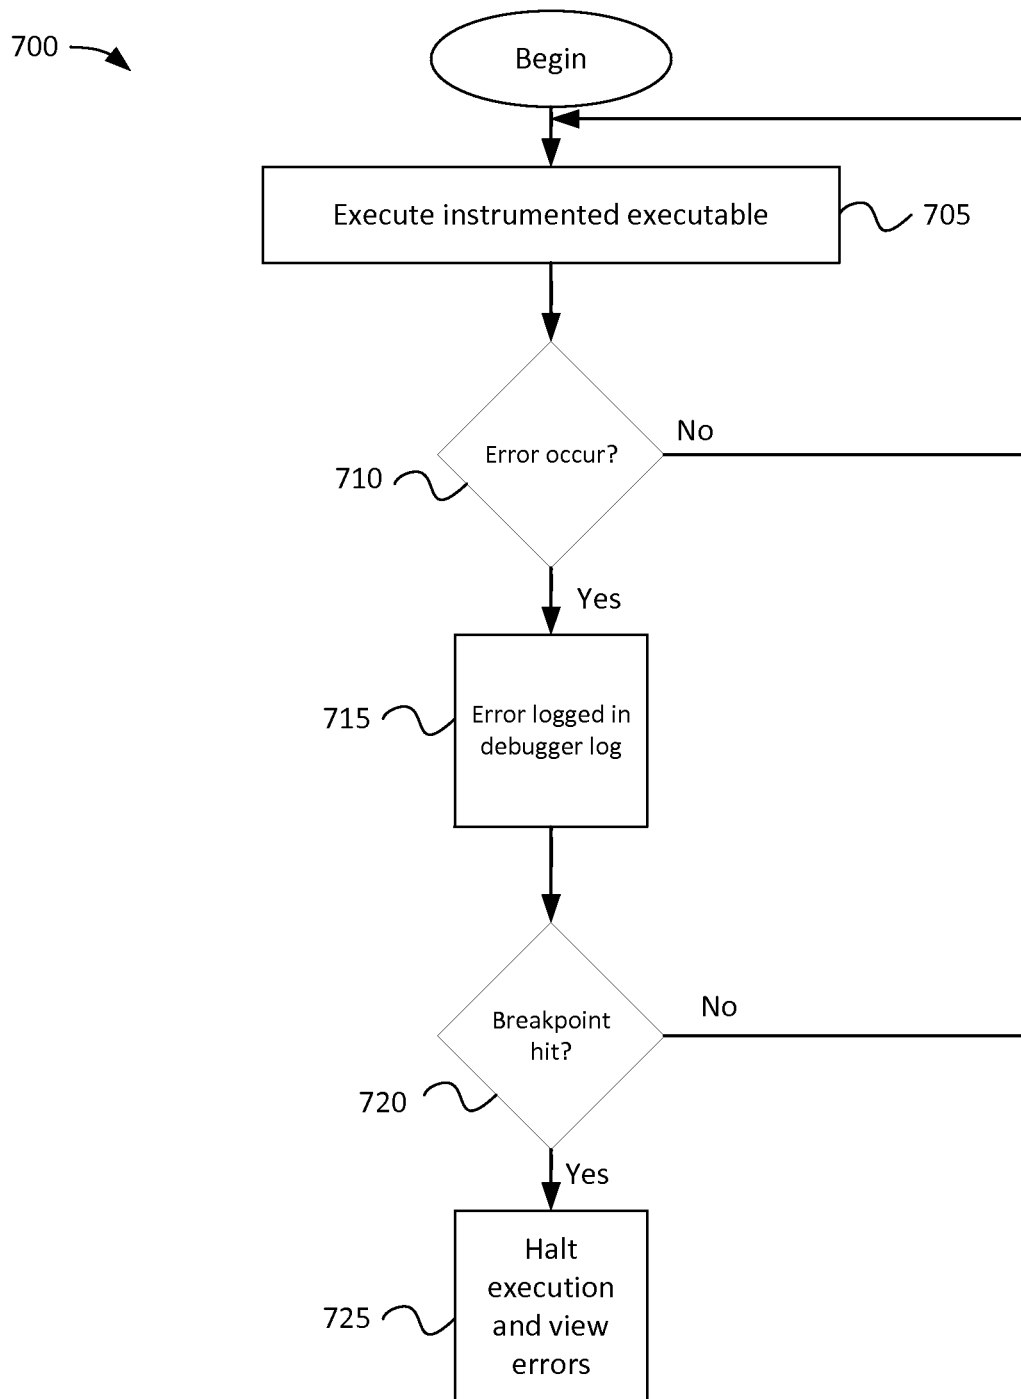 700
Begin
Execute instrumented executable
705
Error occur?
No
710
Yes
Error logged in
debugger log
715
Breakpoint
hit?
No
720
Yes
Halt
execution
and view
errors
725